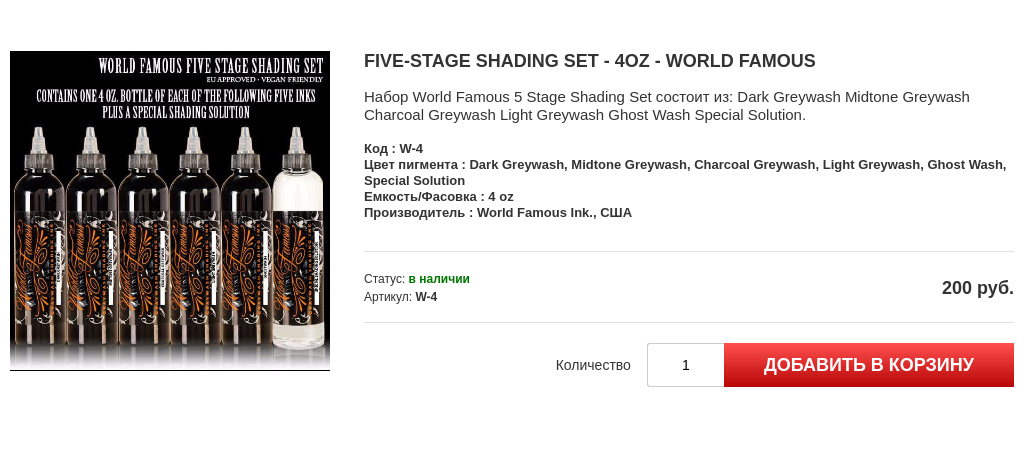 WORLD FAMOUS FIVE STAGE SHADING SET
EU APPROVED · VEGAN FRIENDLY
CONTAINS ONE 4 OZ. BOTTLE OF EACH OF THE FOLLOWING FIVE INKS
PLUS A SPECIAL SHADING SOLUTION
FIVE-STAGE SHADING SET - 4OZ - WORLD FAMOUS
Набор World Famous 5 Stage Shading Set состоит из: Dark Greywash Midtone Greywash
Charcoal Greywash Light Greywash Ghost Wash Special Solution.
Код : W-4
Цвет пигмента : Dark Greywash, Midtone Greywash, Charcoal Greywash, Light Greywash, Ghost Wash,
Special Solution
Емкость/Фасовка : 4 oz
Производитель : World Famous Ink., США
Статус: в наличии
Артикул: W-4
200 руб.
Количество
1
ДОБАВИТЬ В КОРЗИНУ